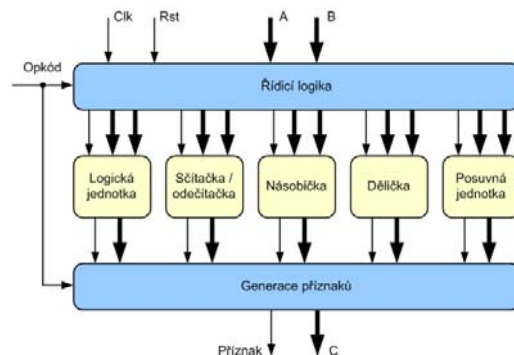 Clk Rst A B
Opkód
Řídicí logika
Logická
jednotka
Sčítačka /
odečítačka
Násobička
Dělička
Posuvná
jednotka
Generace příznaků
Příznak C